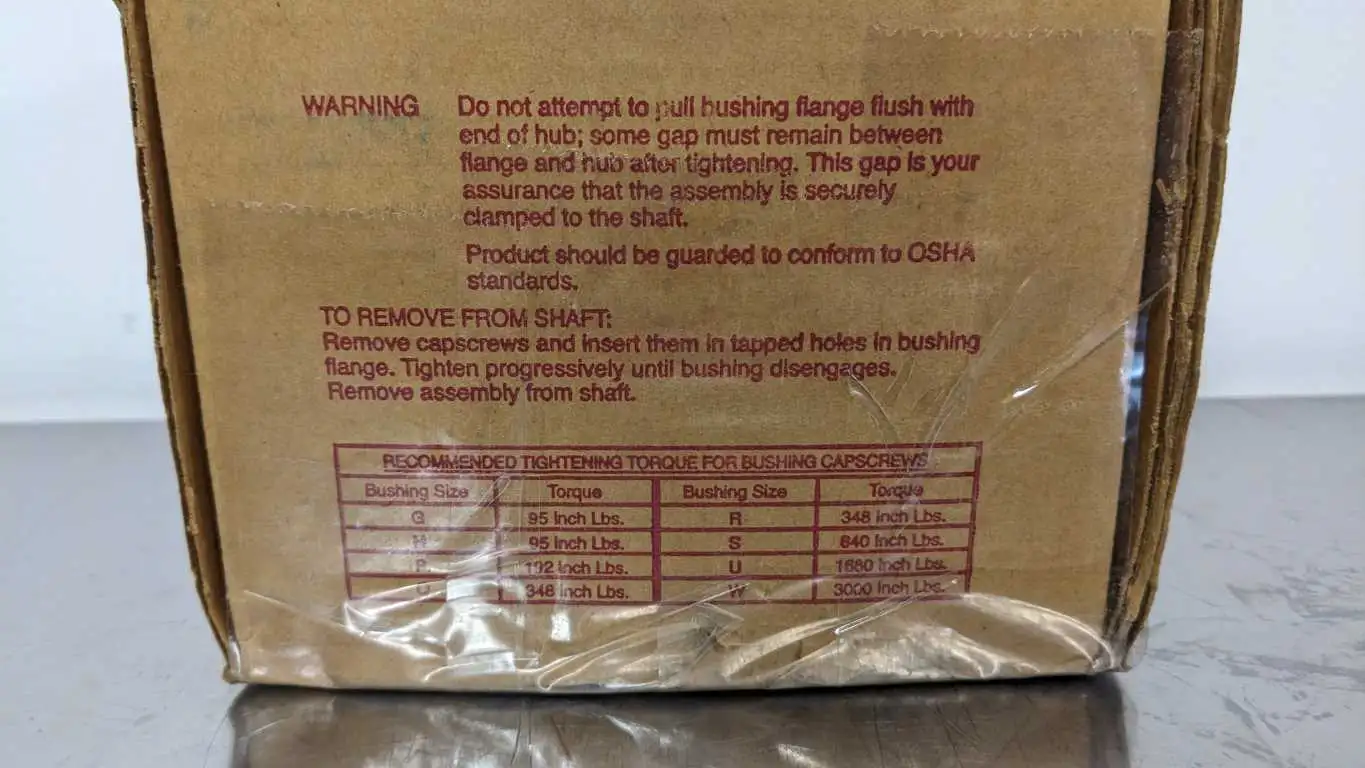 WARNING Do not attempt to pull bushing flange flush with
end of hub; some gap must remain between
flange and hub after tightening. This gap is your
assurance that the assembly is securely
clamped to the shaft.
Product should be guarded to conform to OSHA
standards.
TO REMOVE FROM SHAFT:
Remove capscrews and insert them in tapped holes in bushing
flange. Tighten progressively until bushing disengages.
Remove assembly from shaft.
RECOMMENDED TIGHTENING TORQUE FOR BUSHING CAPSCREWS
Bushing Size Torque Bushing Size Torque
G 95 Inch Lbs. R 348 Inch Lbs.
H 95 Inch Lbs. S 840 Inch Lbs.
P 192 Inch Lbs. U 1680 Inch Lbs.
348 Inch Lbs. W 3000 Inch Lbs.